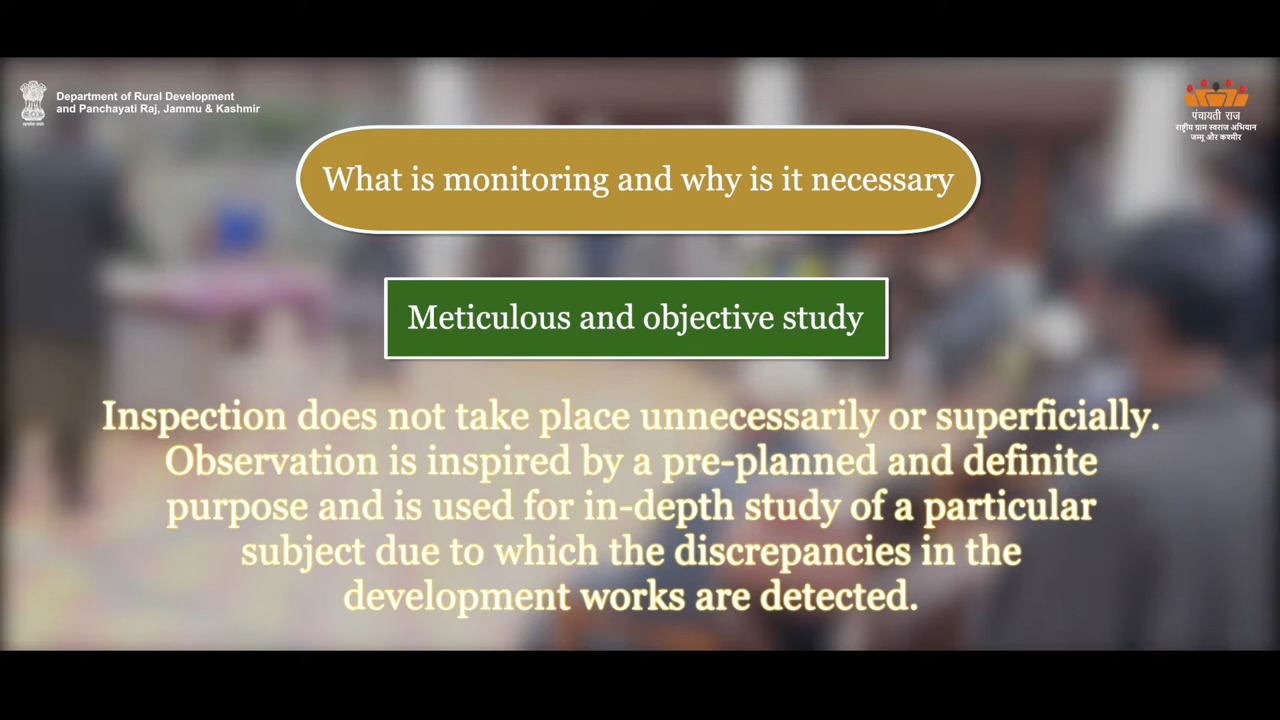 Department of Rural Development
and Panchayati Raj, Jammu & Kashmir
पंचायती राज
राष्ट्रीय ग्राम स्वराज अभियान
जम्मू और कश्मीर
What is monitoring and why is it necessary
Meticulous and objective study
Inspection does not take place unnecessarily or superficially.
Observation is inspired by a pre-planned and definite
purpose and is used for in-depth study of a particular
subject due to which the discrepancies in the
development works are detected.